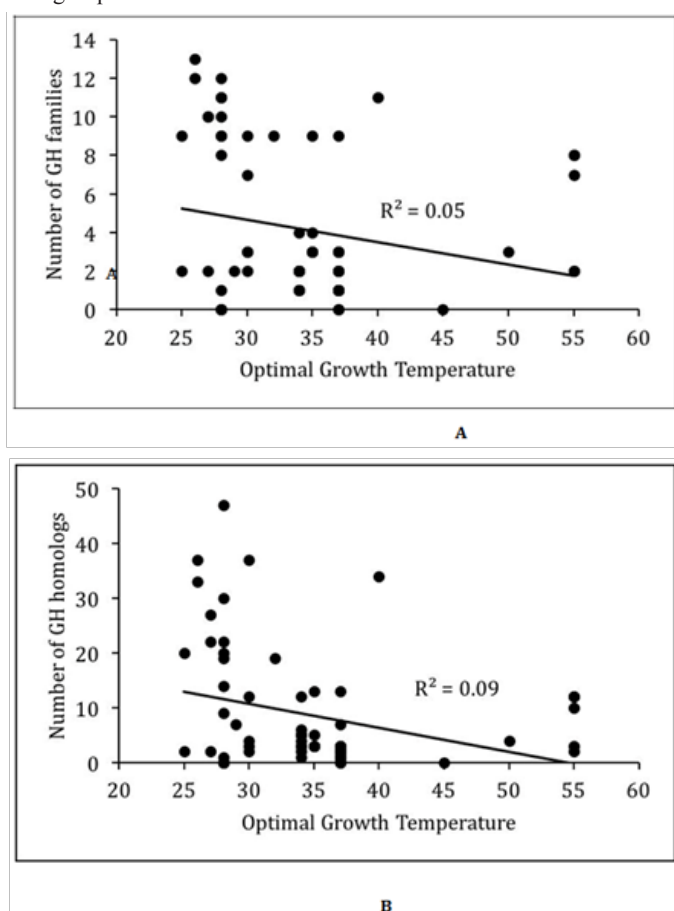 Number of GH families
14
12
10
8
6
4
2
0
A
R² = 0.05
20 25 30 35 40 45 50 55 60
Optimal Growth Temperature
A
Number of GH homologs
50
40
30
20
10
0
R² = 0.09
20 25 30 35 40 45 50 55 60
Optimal Growth Temperature
B